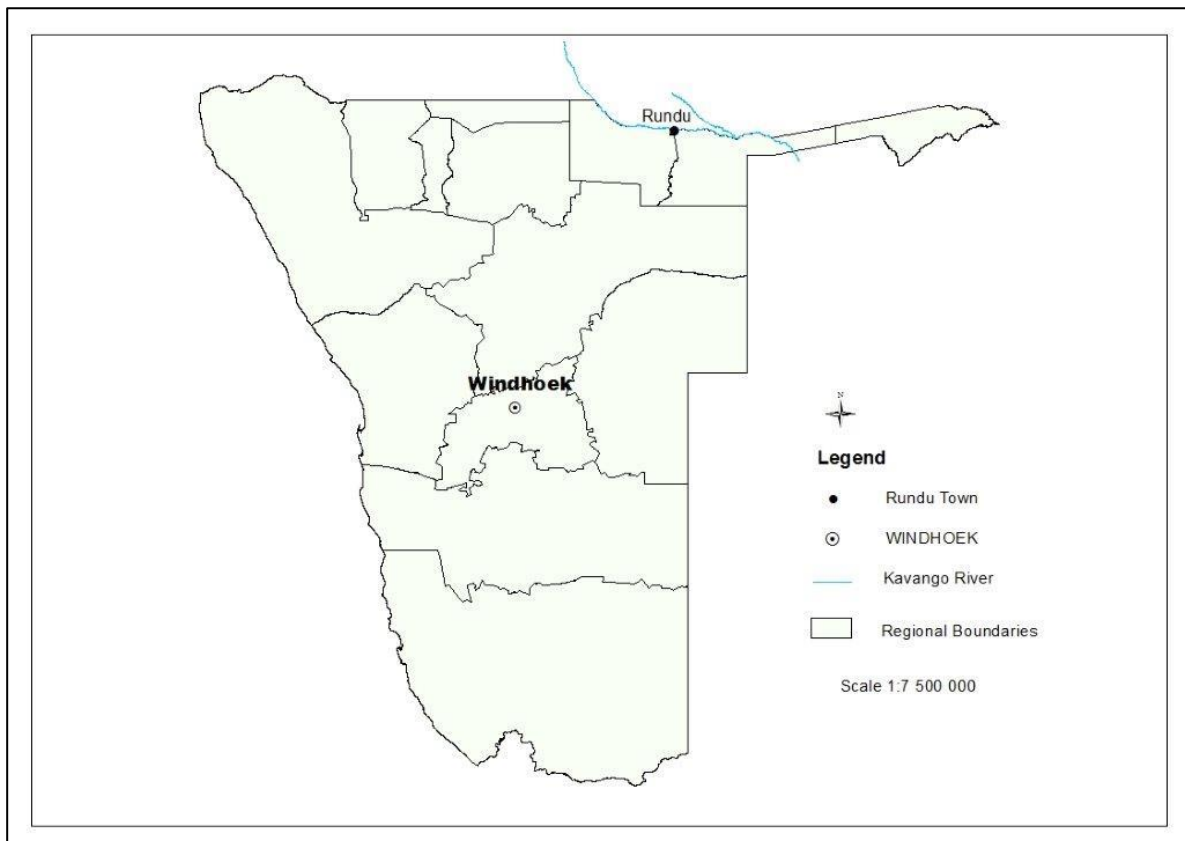 Rundu
Windhoek
N
Legend
Rundu Town
WINDHOEK
Kavango River
Regional Boundaries
Scale 1:7 500 000